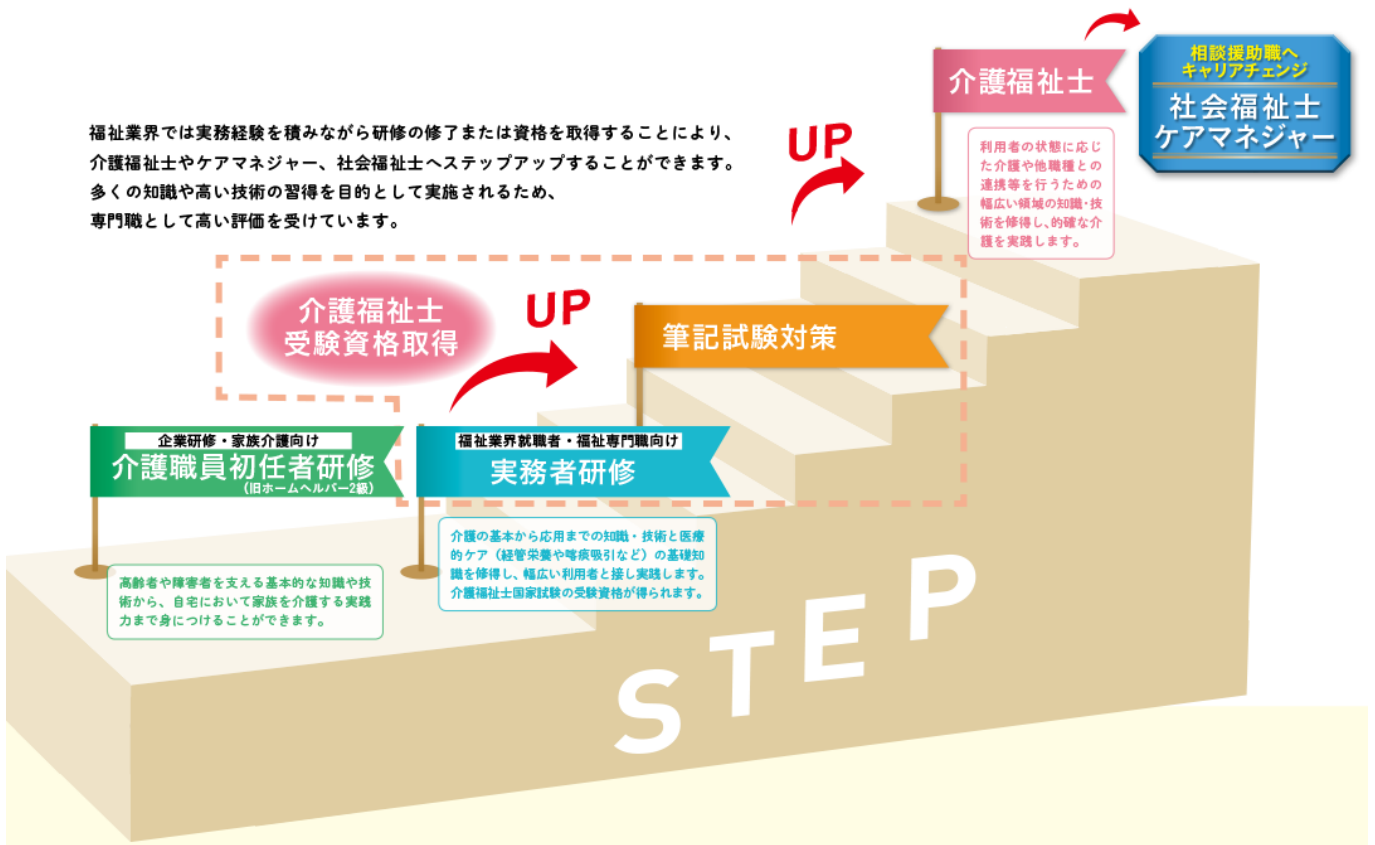 福祉業界では実務経験を積みながら研修の修了または資格を取得することにより、
介護福祉士やケアマネジャー、社会福祉士へステップアップすることができます。
多くの知識や高い技術の習得を目的として実施されるため、
専門職として高い評価を受けています。
相談援助職へ
キャリアチェンジ
社会福祉士
ケアマネジャー
介護福祉士
利用者の状態に応じ
た介護や他職種との
連携等を行うための
幅広い領域の知識・技
術を修得し、的確な介
護を実践します。
UP
介護福祉士
受験資格取得
UP
筆記試験対策
企業研修・家族介護向け
介護職員初任者研修
（旧ホームヘルパー2級）
高齢者や障害者を支える基本的な知識や技
術から、自宅において家族を介護する実践
力まで身につけることができます。
福祉業界就職者・福祉専門職向け
実務者研修
介護の基本から応用までの知識・技術と医療
的ケア（経管栄養や喀痰吸引など）の基礎知
識を修得し、幅広い利用者と接し実践します。
介護福祉士国家試験の受験資格が得られます。
STEP